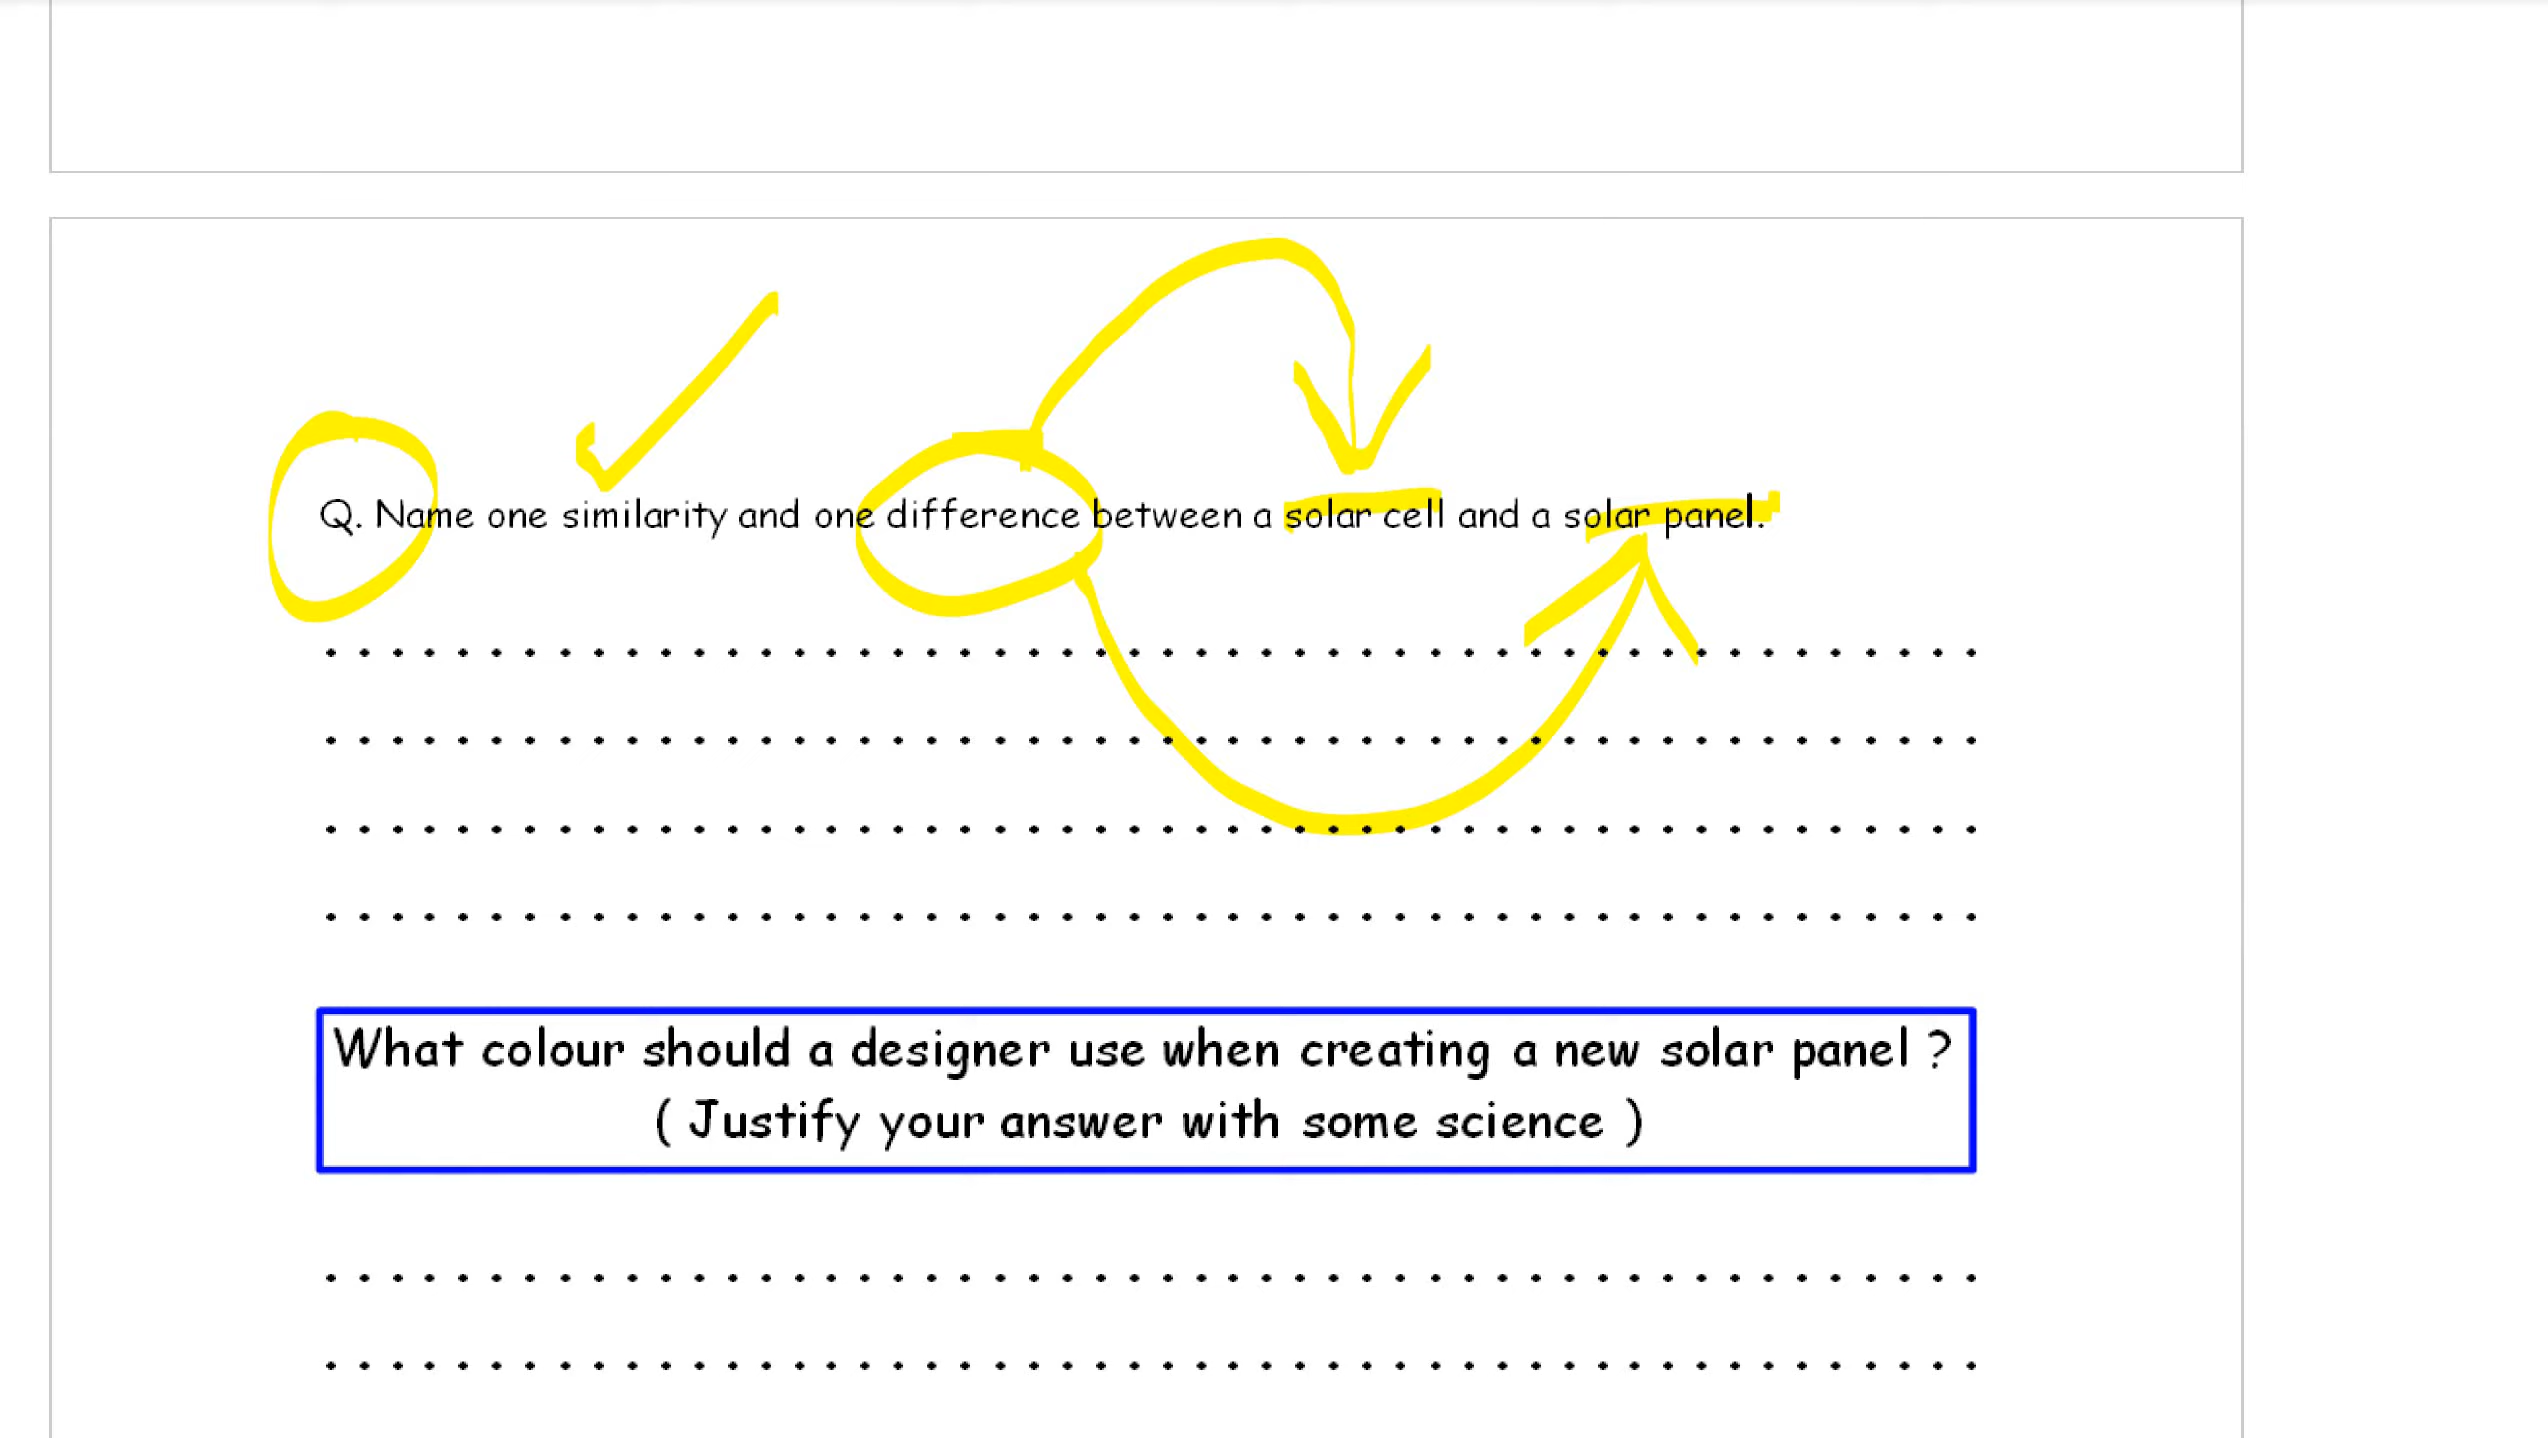 Q. Name one similarity and one difference between a solar cell and a solar panel.
What colour should a designer use when creating a new solar panel ?
( Justify your answer with some science )